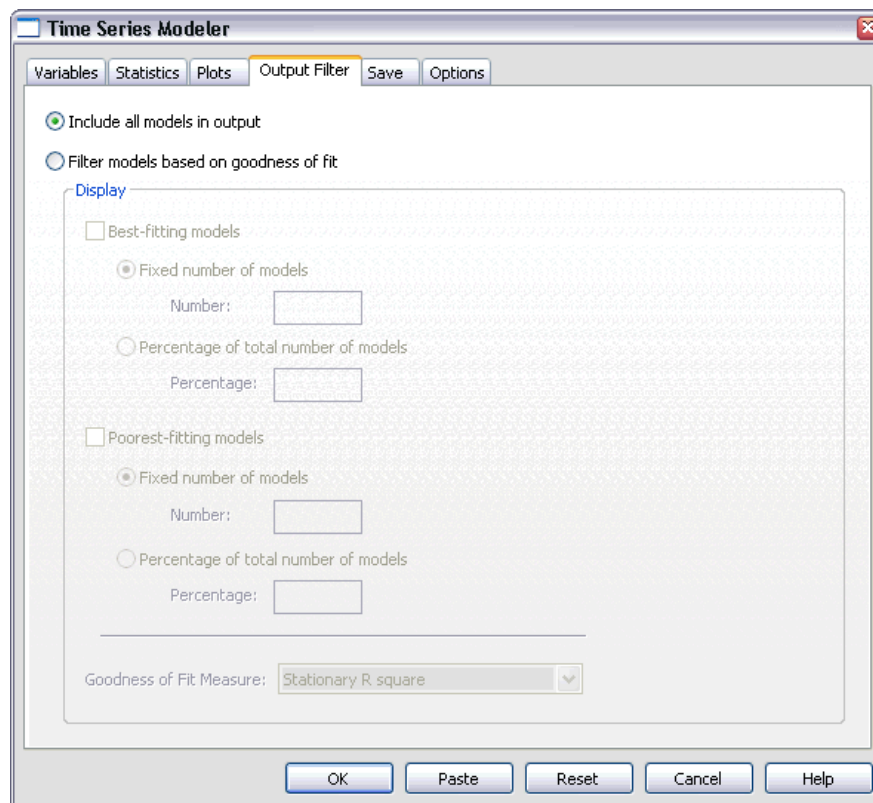 Time Series Modeler
Variables Statistics Plots Output Filter Save Options
Include all models in output
Filter models based on goodness of fit
Display
Best-fitting models
Fixed number of models
Number:
Percentage of total number of models
Percentage:
Poorest-fitting models
Fixed number of models
Number:
Percentage of total number of models
Percentage:
Goodness of Fit Measure: Stationary R square
OK Paste Reset Cancel Help